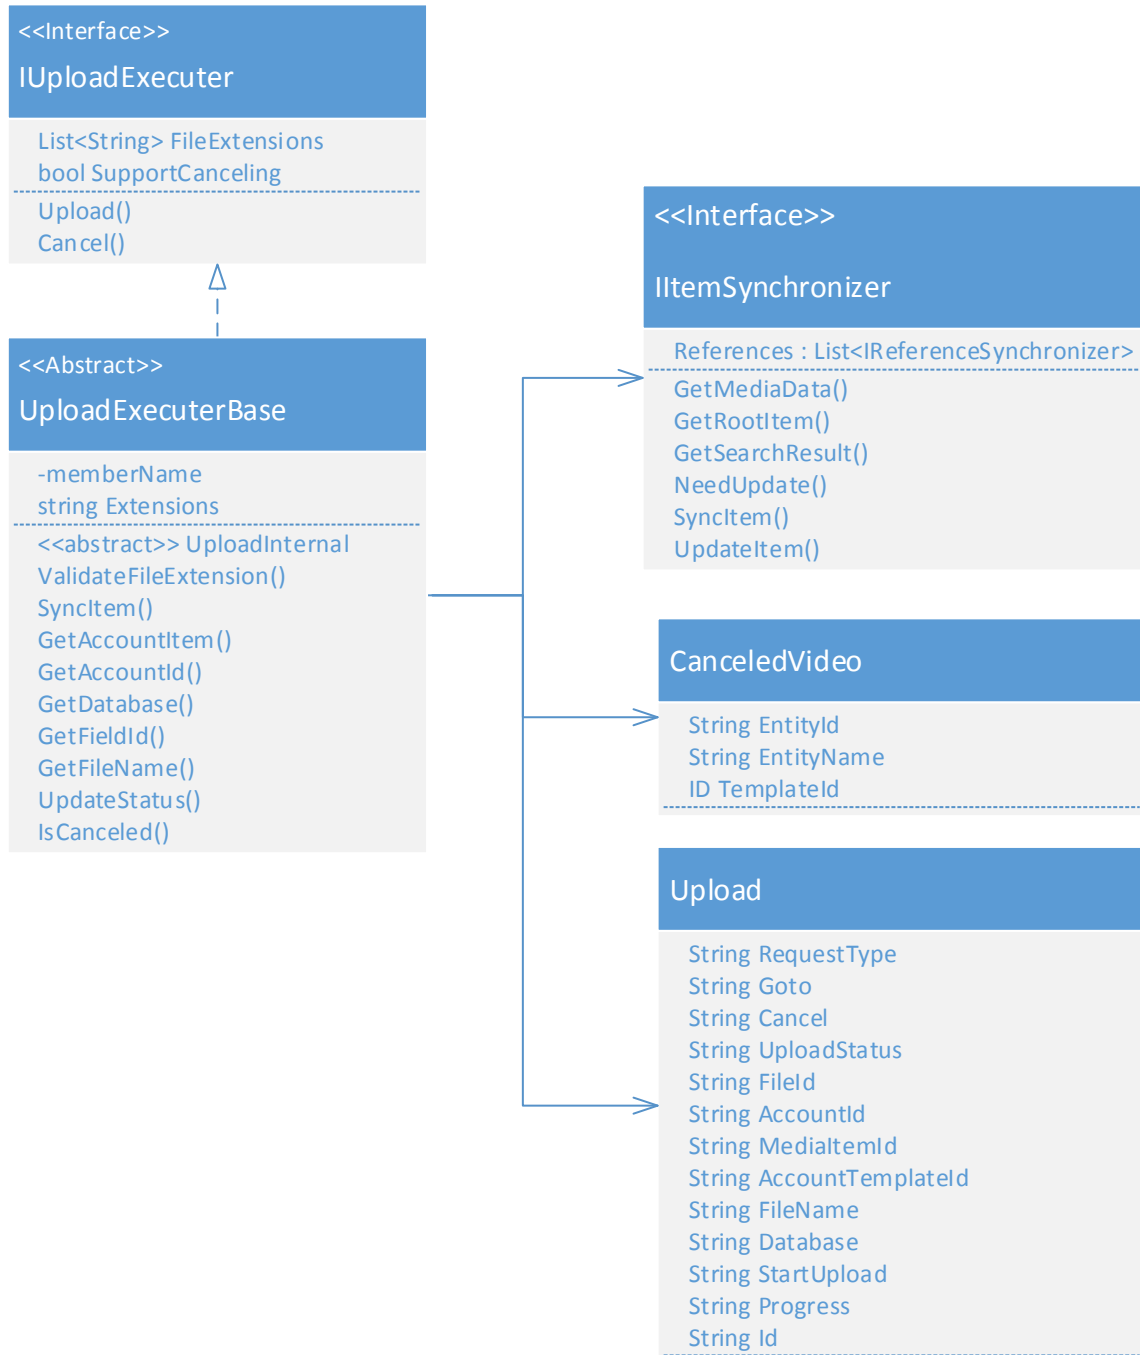 <<Interface>>
IUploadExecuter
List<String> FileExtensions
bool SupportCanceling
Upload()
Cancel()
<<Abstract>>
UploadExecuterBase
-memberName
string Extensions
<<abstract>> UploadInternal
ValidateFileExtension()
SyncItem()
GetAccountItem()
GetAccountId()
GetDatabase()
GetFieldId()
GetFileName()
UpdateStatus()
IsCanceled()
<<Interface>>
IItemSynchronizer
References : List<IReferenceSynchronizer>
GetMediaData()
GetRootItem()
GetSearchResult()
NeedUpdate()
SyncItem()
UpdateItem()
CanceledVideo
String EntityId
String EntityName
ID TemplateId
Upload
String RequestType
String Goto
String Cancel
String UploadStatus
String FileId
String AccountId
String MediaItemId
String AccountTemplateId
String FileName
String Database
String StartUpload
String Progress
String Id